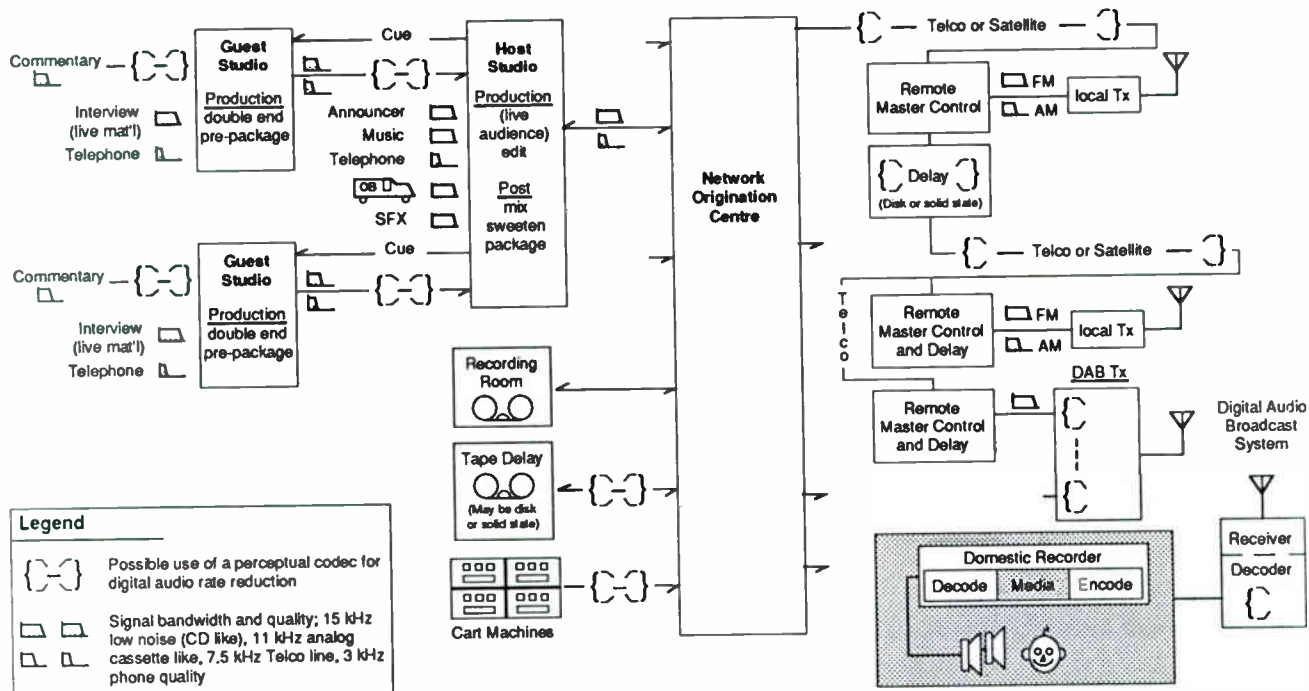 Commentary
Interview
(live mat'l)
Telephone
Guest
Studio
Production
double end
pre-package
Cue
Announcer
Music
Telephone
OB
SFX
Host
Studio
Production
(live
audience)
edit
Post
mix
sweeten
package
Commentary
Interview
(live mat'l)
Telephone
Guest
Studio
Production
double end
pre-package
Cue
Recording
Room
Tape Delay
(May be disk
or solid state)
Cart Machines
Network
Origination
Centre
Telco or Satellite
Remote
Master Control
FM
AM
local Tx
Delay
(Disk or solid state)
Telco or Satellite
Telco
Remote
Master Control
and Delay
FM
AM
local Tx
Remote
Master Control
and Delay
DAB Tx
Digital Audio
Broadcast
System
Receiver
Decoder
Domestic Recorder
Decode
Media
Encode
Legend
Possible use of a perceptual codec for
digital audio rate reduction
Signal bandwidth and quality; 15 kHz
low noise (CD like), 11 kHz analog
cassette like, 7.5 kHz Telco line, 3 kHz
phone quality